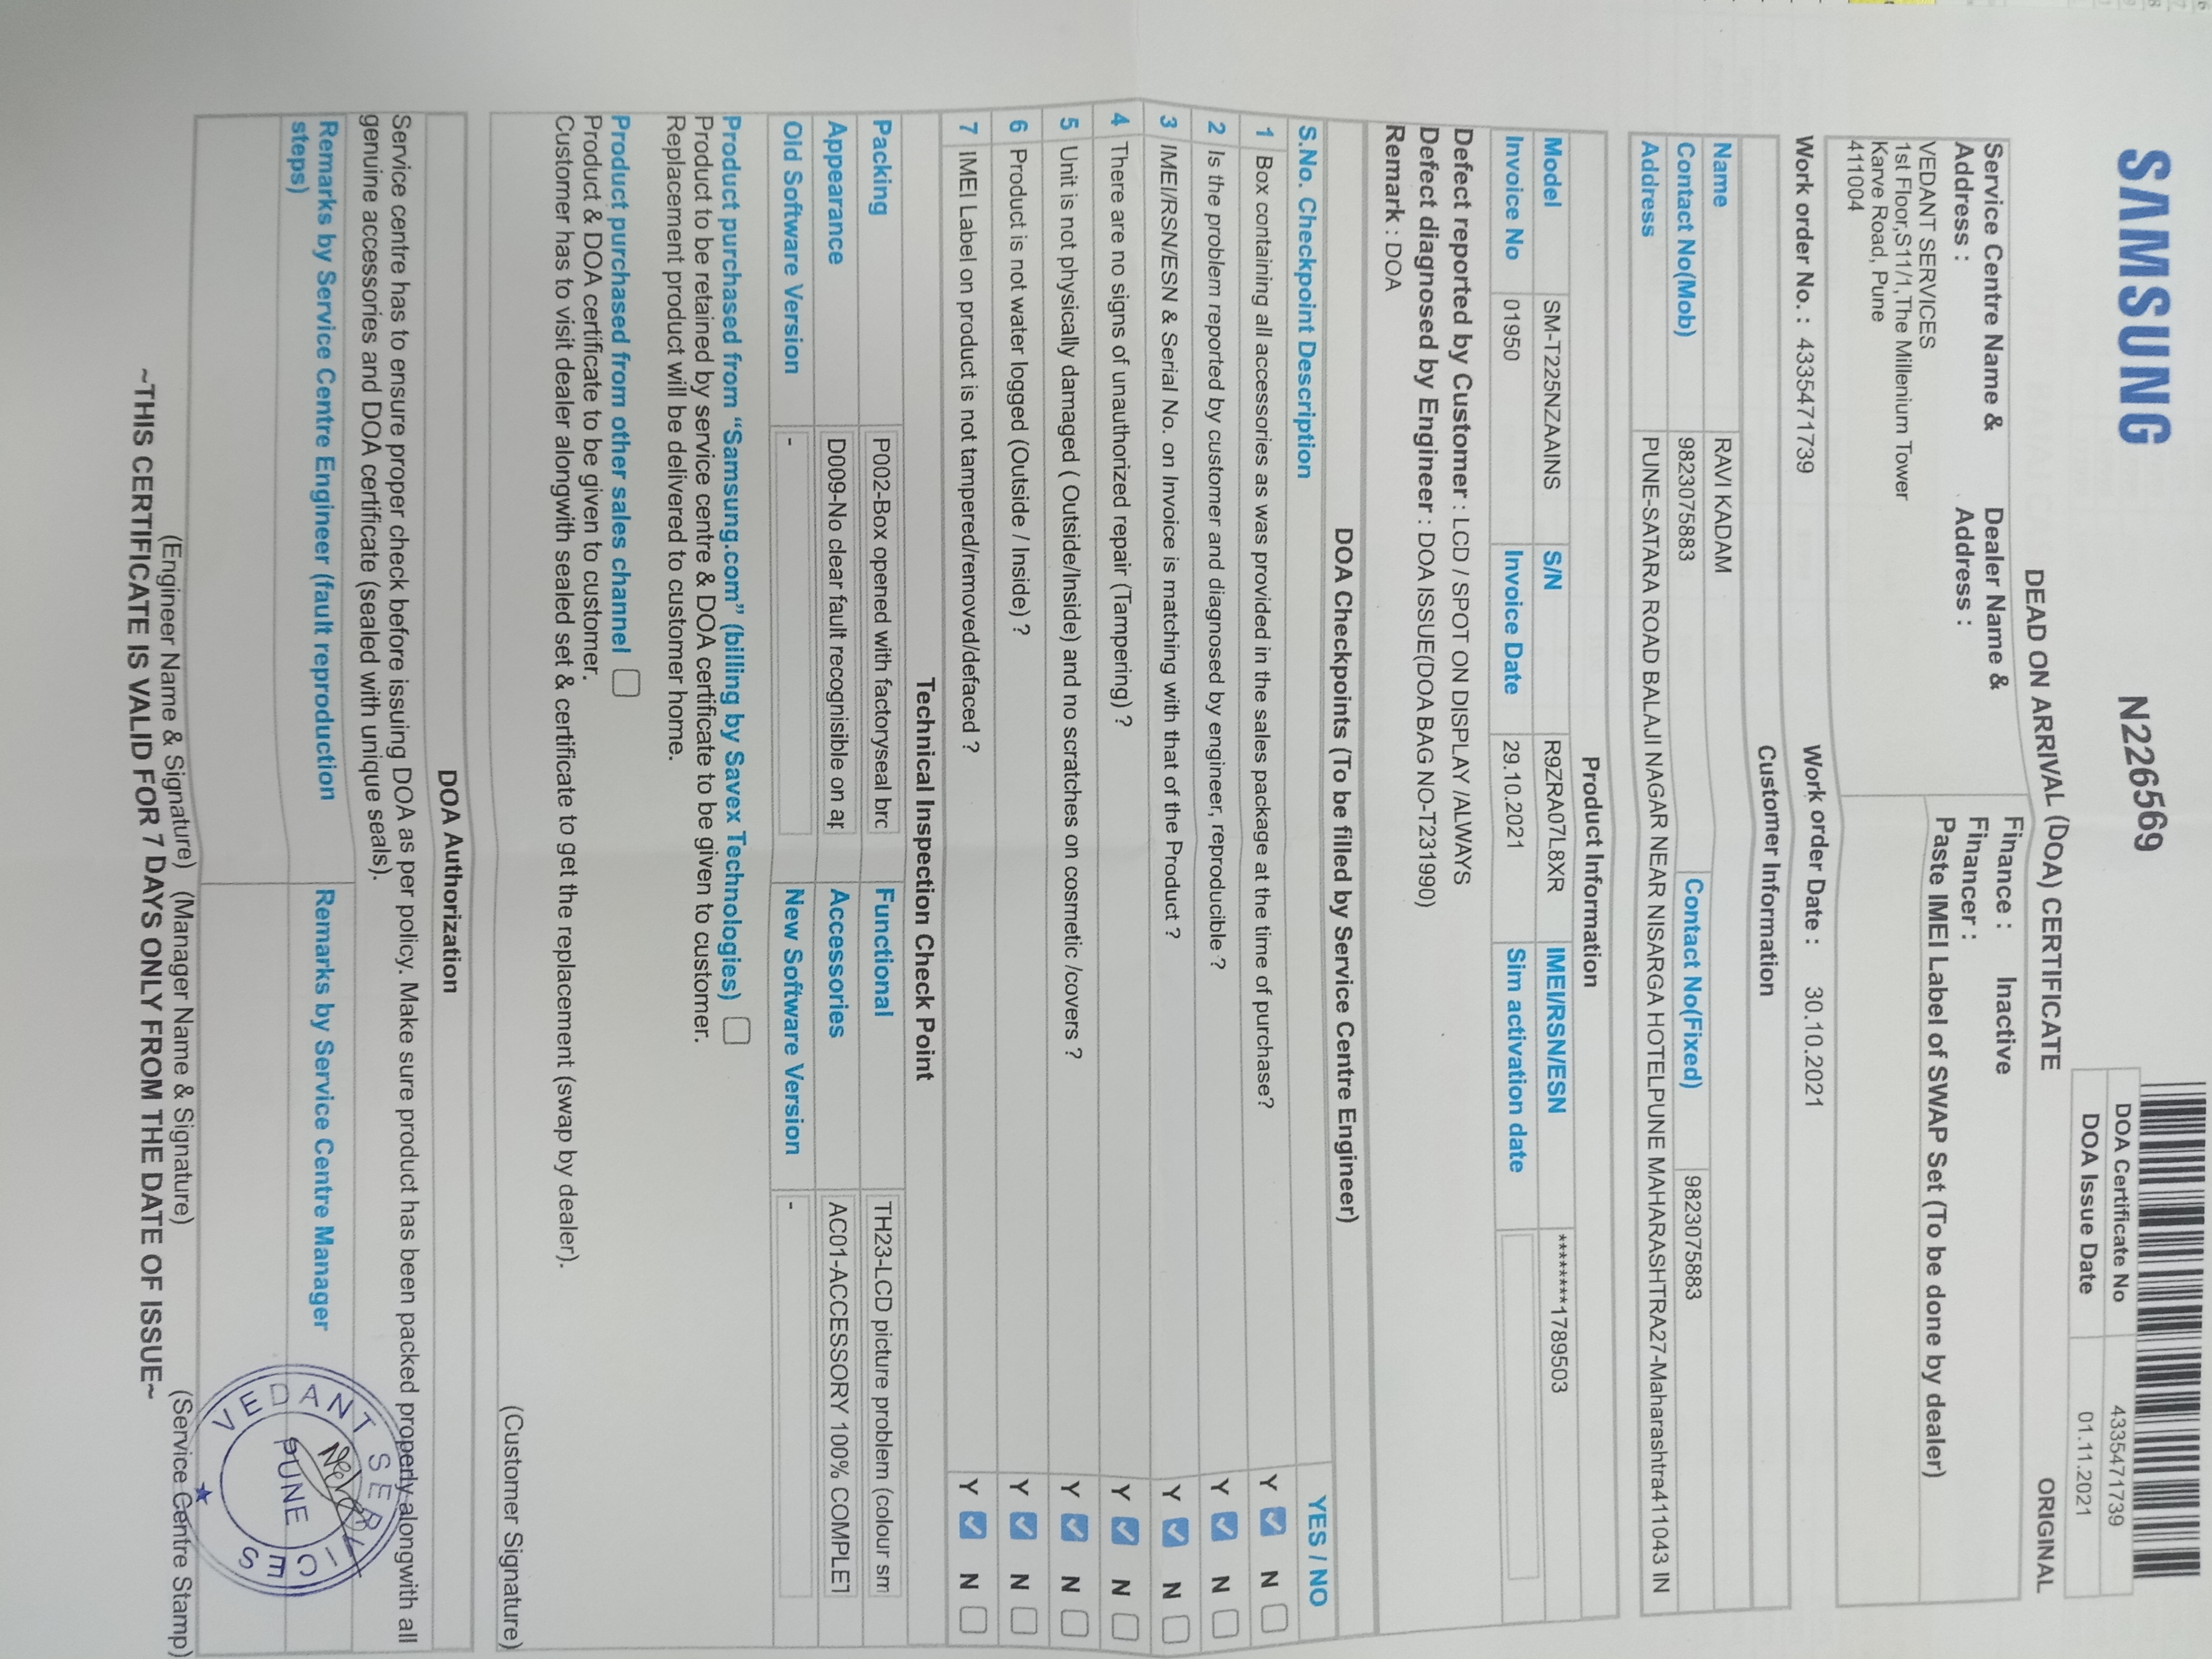 SAMSUNG
N226569
DOA Certificate No 4335471739
DOA Issue Date 01.11.2021
DEAD ON ARRIVAL (DOA) CERTIFICATE
ORIGINAL
Service Centre Name & Address :
Dealer Name & Address :
VEDANT SERVICES
1st Floor,S11/1,The Millenium Tower
Karve Road, Pune
411004
Finance : Inactive
Financer :
Paste IMEI Label of SWAP Set (To be done by dealer)
Work order No. : 4335471739 Work order Date : 30.10.2021
Customer Information
Name RAVI KADAM
Contact No(Mob) 9823075883 Contact No(Fixed) 9823075883
Address PUNE-SATARA ROAD BALAJI NAGAR NEAR NISARGA HOTELPUNE MAHARASHTRA27-Maharashtra411043 IN
Product Information
Model SM-T225NZAAINS S/N R9ZRA07L8XR IMEI/RSN/ESN ********1789503
Invoice No 01950 Invoice Date 29.10.2021 Sim activation date
Defect reported by Customer : LCD / SPOT ON DISPLAY /ALWAYS
Defect diagnosed by Engineer : DOA ISSUE(DOA BAG NO-T231990)
Remark : DOA
DOA Checkpoints (To be filled by Service Centre Engineer)
S.No. Checkpoint Description YES / NO
1 Box containing all accessories as was provided in the sales package at the time of purchase? Y N
2 Is the problem reported by customer and diagnosed by engineer, reproducible ? Y N
3 IMEI/RSN/ESN & Serial No. on Invoice is matching with that of the Product ? Y N
4 There are no signs of unauthorized repair (Tampering) ? Y N
5 Unit is not physically damaged ( Outside/Inside) and no scratches on cosmetic /covers ? Y N
6 Product is not water logged (Outside / Inside) ? Y N
7 IMEI Label on product is not tampered/removed/defaced ? Y N
Technical Inspection Check Point
Packing P002-Box opened with factoryseal brc Functional TH23-LCD picture problem (colour sm
Appearance D009-No clear fault recognisible on ap Accessories AC01-ACCESSORY 100% COMPLET
Old Software Version - New Software Version -
Product purchased from “Samsung.com” (billing by Savex Technologies)
Product to be retained by service centre & DOA certificate to be given to customer.
Replacement product will be delivered to customer home.
Product purchased from other sales channel
Product & DOA certificate to be given to customer.
Customer has to visit dealer alongwith sealed set & certificate to get the replacement (swap by dealer).
(Customer Signature)
DOA Authorization
Service centre has to ensure proper check before issuing DOA as per policy. Make sure product has been packed properly alongwith all
genuine accessories and DOA certificate (sealed with unique seals).
Remarks by Service Centre Engineer (fault reproduction
steps)
Remarks by Service Centre Manager
VEDANT SERVICES
PUNE
(Engineer Name & Signature) (Manager Name & Signature) (Service Centre Stamp)
~THIS CERTIFICATE IS VALID FOR 7 DAYS ONLY FROM THE DATE OF ISSUE~